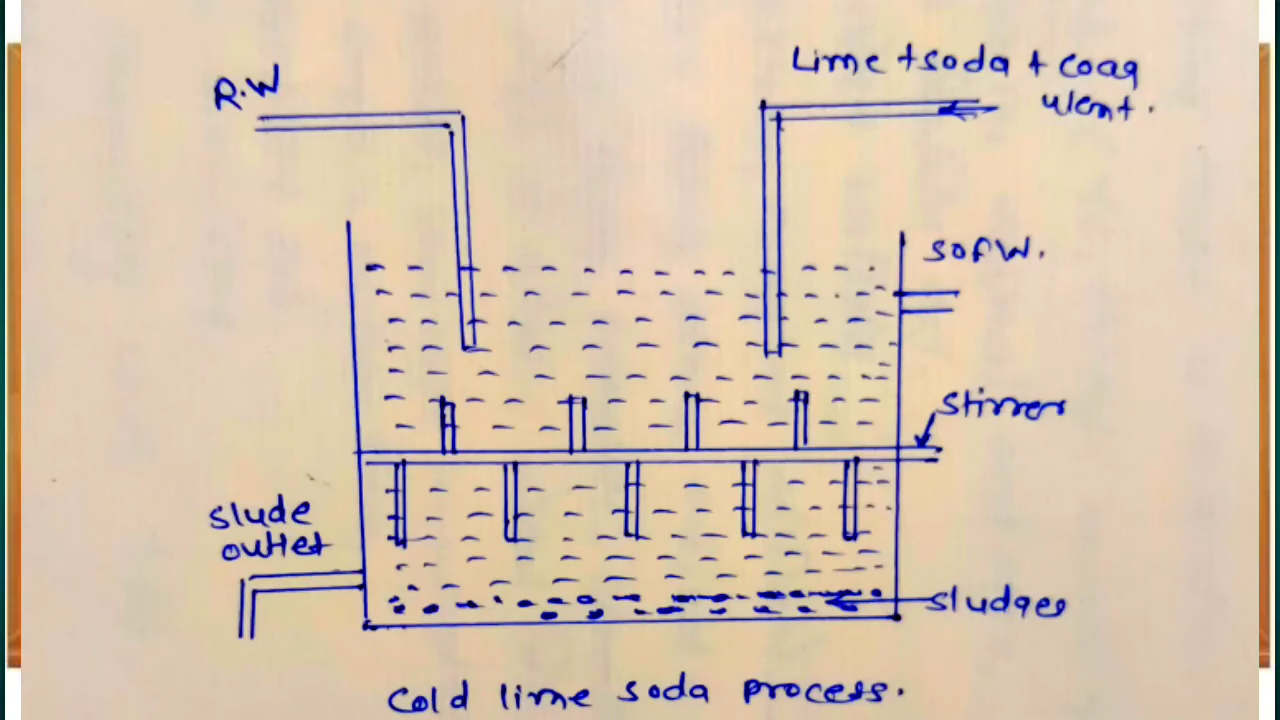 R.W
Lime + soda + coag
ulent.
sofW.
Stirrer
slude
outlet
sludges
Cold lime soda process.